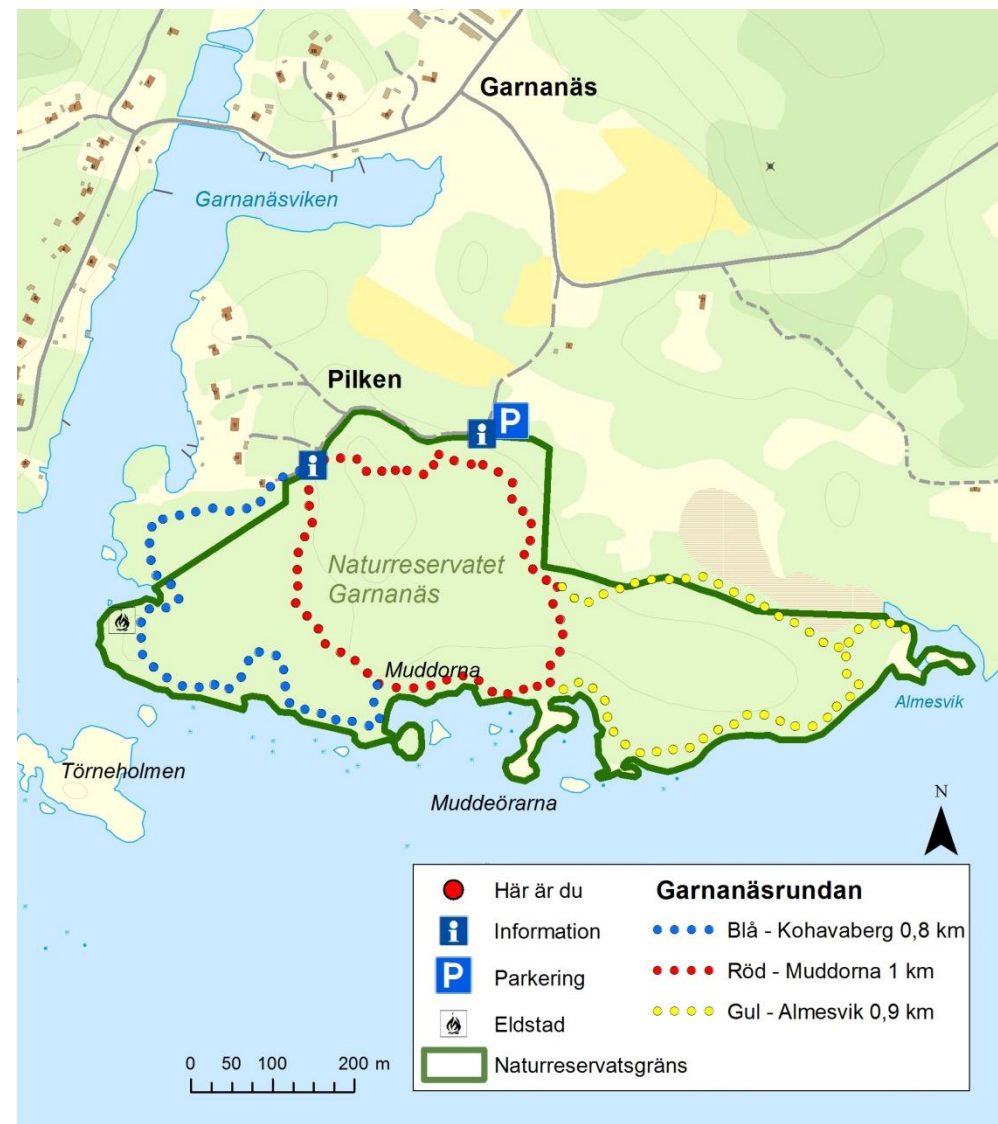 Garnanäs
Garnanäsviken
Pilken
P
i
i
Naturreservatet
Garnanäs
Muddorna
Almesvik
Törneholmen
Muddeörarna
N
Här är du
i Information
P Parkering
Eldstad
Naturreservatsgräns
Garnanäsrundan
Blå - Kohavaberg 0,8 km
Röd - Muddorna 1 km
Gul - Almesvik 0,9 km
0 50 100 200 m